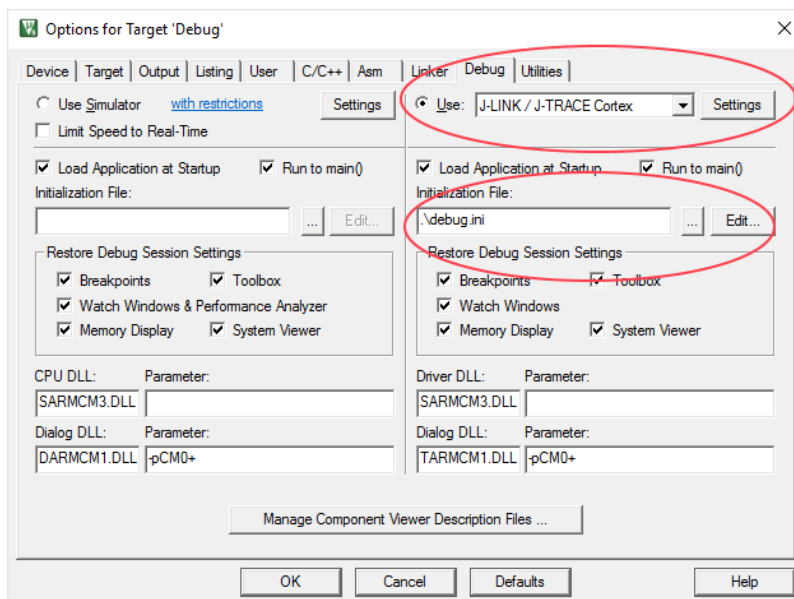 Options for Target 'Debug'
Device Target Output Listing User C/C++ Asm Linker Debug Utilities
Use Simulator with restrictions Settings
Limit Speed to Real-Time
Use: J-LINK / J-TRACE Cortex Settings
Load Application at Startup Run to main()
Initialization File:
... Edit...
Load Application at Startup Run to main()
Initialization File:
.\debug.ini ... Edit...
Restore Debug Session Settings
Breakpoints Toolbox
Watch Windows & Performance Analyzer
Memory Display System Viewer
Restore Debug Session Settings
Breakpoints Toolbox
Watch Windows
Memory Display System Viewer
CPU DLL: Parameter:
SARMCM3.DLL
Dialog DLL: Parameter:
DARMCM1.DLL -pCM0+
Driver DLL: Parameter:
SARMCM3.DLL
Dialog DLL: Parameter:
TARMCM1.DLL -pCM0+
Manage Component Viewer Description Files ...
OK Cancel Defaults Help